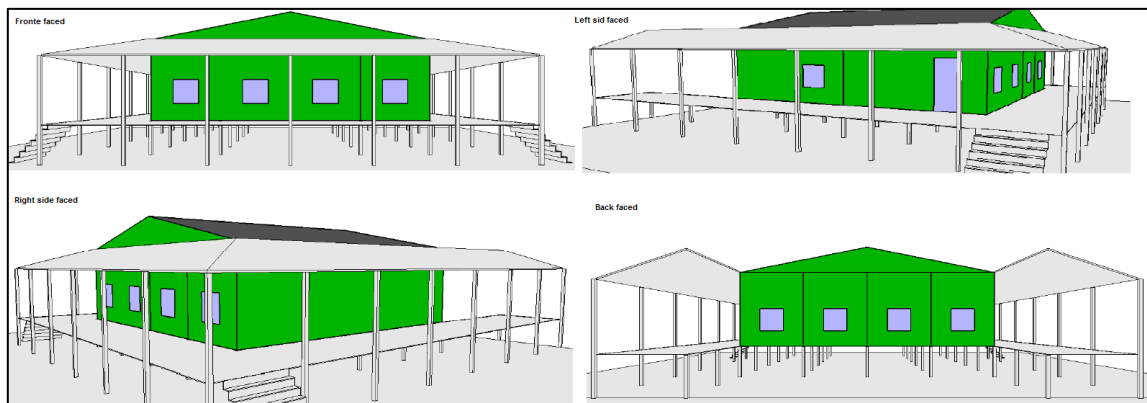 Fronte faced
Left sid faced
Right side faced
Back faced